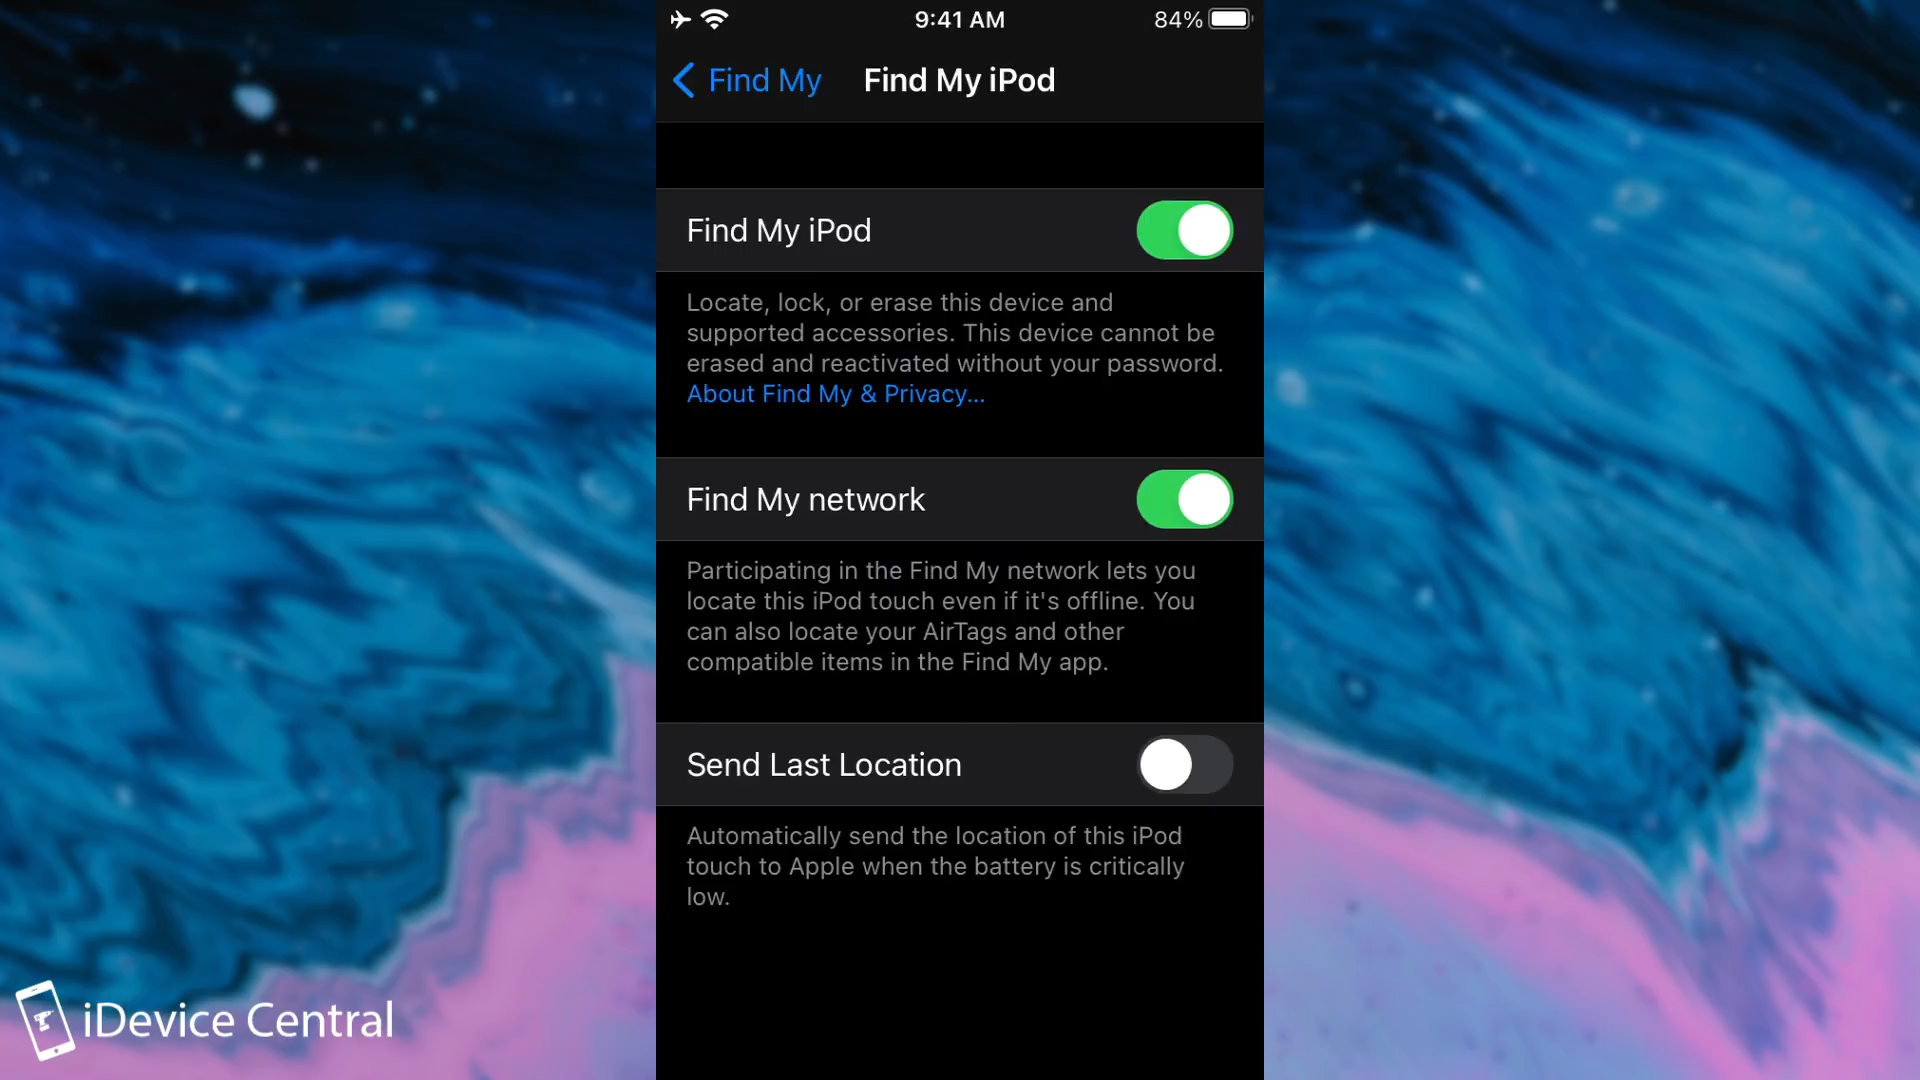 9:41 AM
84%
Find My
Find My iPod
Find My iPod
Locate, lock, or erase this device and
supported accessories. This device cannot be
erased and reactivated without your password.
About Find My & Privacy...
Find My network
Participating in the Find My network lets you
locate this iPod touch even if it's offline. You
can also locate your AirTags and other
compatible items in the Find My app.
Send Last Location
Automatically send the location of this iPod
touch to Apple when the battery is critically
low.
iDevice Central